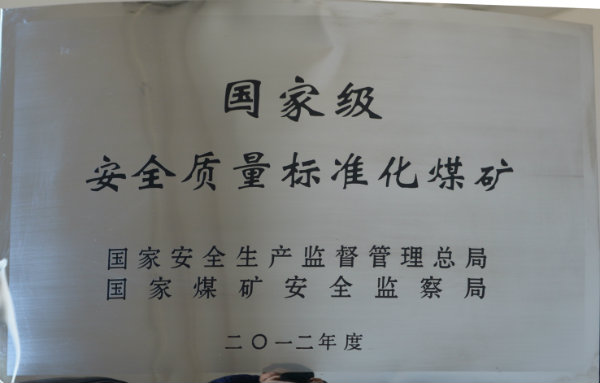 国家级
安全质量标准化煤矿
国家安全生产监督管理总局
国家煤矿安全监察局
二〇一二年度